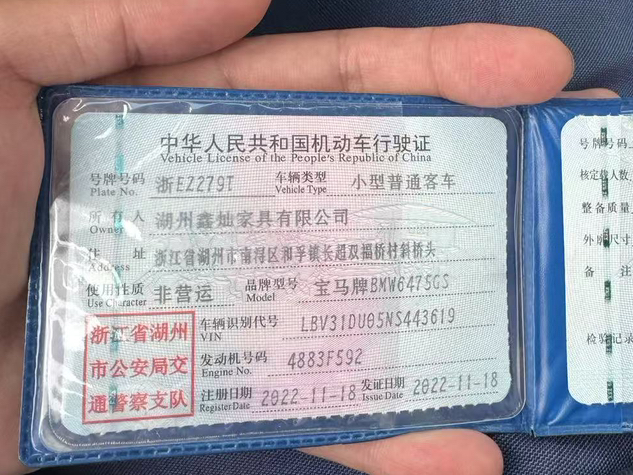 中华人民共和国机动车行驶证
Vehicle License of the People's Republic of China
号牌号码 浙EZ279T 车辆类型 小型普通客车
Plate No. Vehicle Type
所有人 湖州鑫灿家具有限公司
Owner
住址 浙江省湖州市南浔区和孚镇长超双福桥村斜桥头
Address
使用性质 非营运 品牌型号 宝马牌BMW6475GS
Use Character Model
浙江省湖州
市公安局交
通警察支队
车辆识别代号 LBV31DU05NS443619
VIN
发动机号码 4883F592
Engine No.
注册日期 2022-11-18 发证日期 2022-11-18
Register Date Issue Date
号牌号码
核定载人数
整备质量
外廓尺寸
备注
检验记录